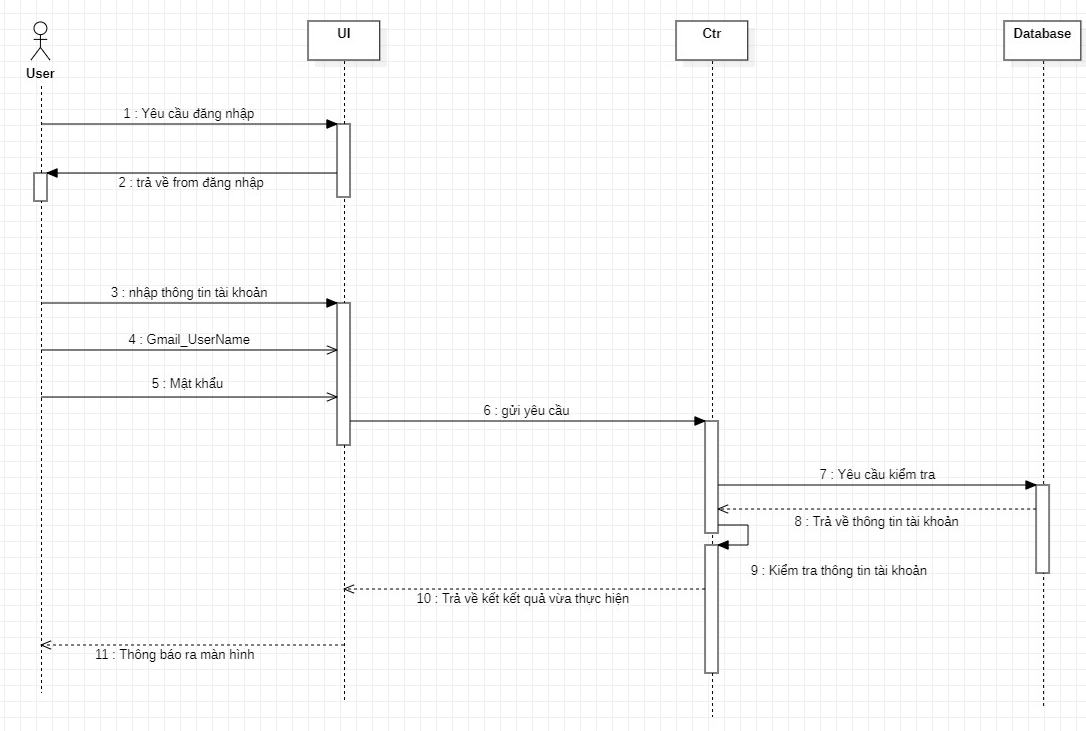 User
UI
Ctr
Database
1 : Yêu cầu đăng nhập
2 : trả về from đăng nhập
3 : nhập thông tin tài khoản
4 : Gmail_UserName
5 : Mật khẩu
6 : gửi yêu cầu
7 : Yêu cầu kiểm tra
8 : Trả về thông tin tài khoản
9 : Kiểm tra thông tin tài khoản
10 : Trả về kết kết quả vừa thực hiện
11 : Thông báo ra màn hình